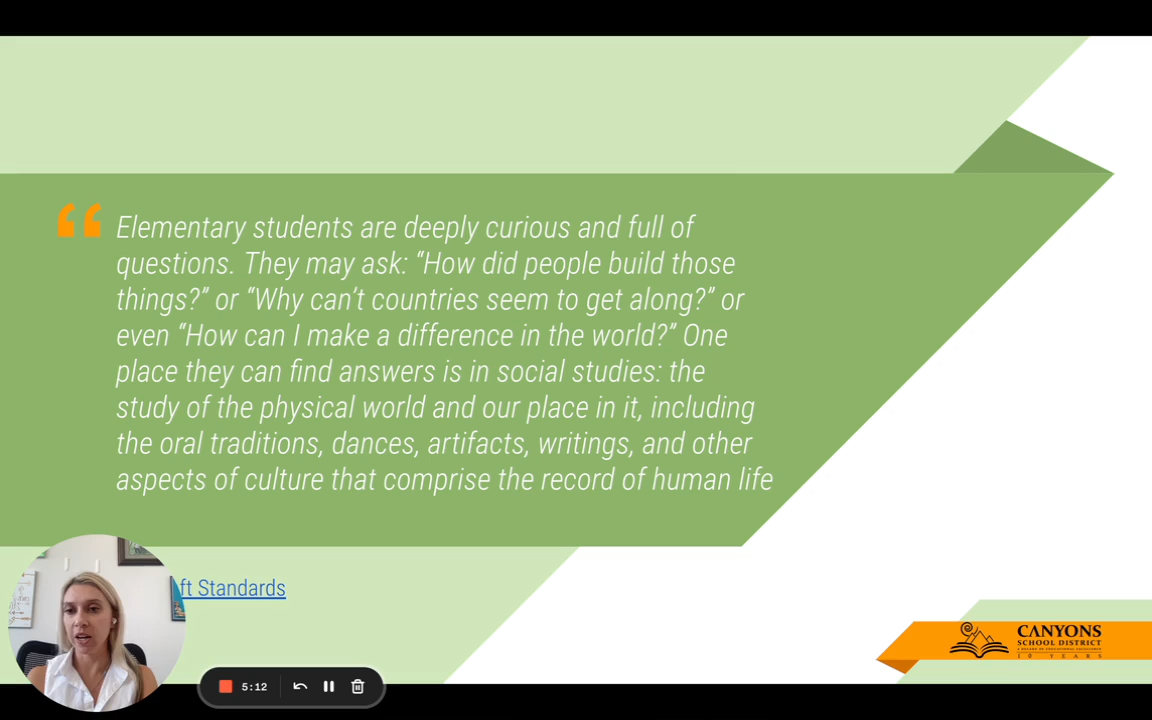 “ Elementary students are deeply curious and full of
questions. They may ask: “How did people build those
things?” or “Why can’t countries seem to get along?” or
even “How can I make a difference in the world?” One
place they can find answers is in social studies: the
study of the physical world and our place in it, including
the oral traditions, dances, artifacts, writings, and other
aspects of culture that comprise the record of human life
ft Standards
CANYONS
SCHOOL DISTRICT
10 YEARS
5:12